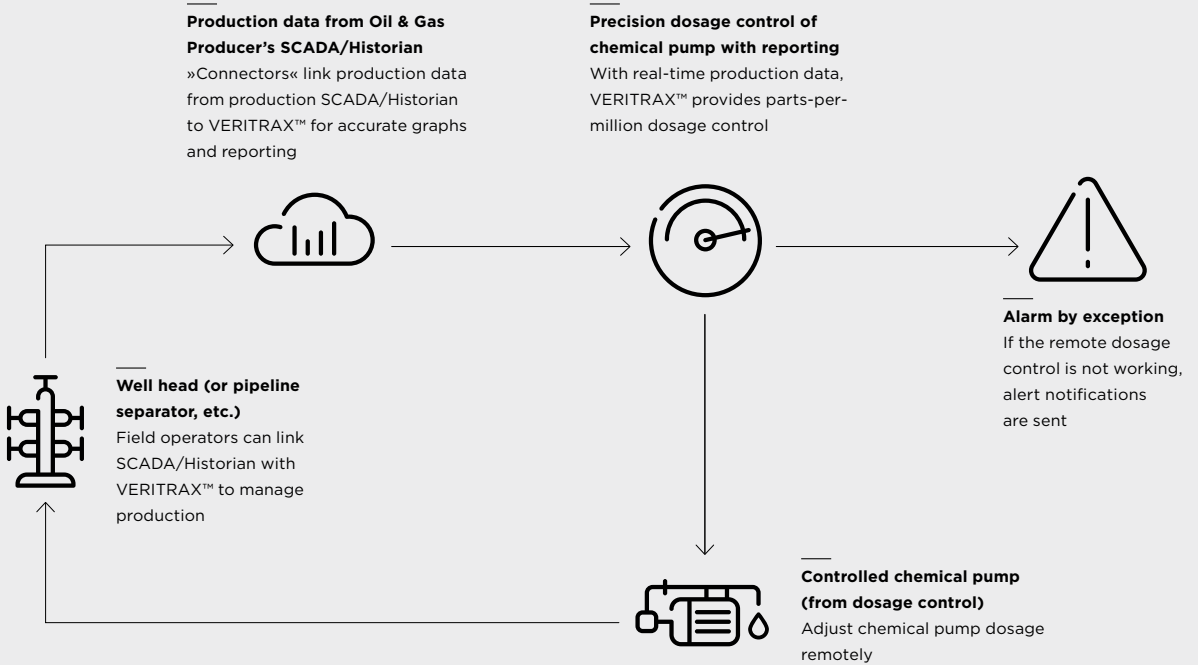 Production data from Oil & Gas
Producer’s SCADA/Historian
»Connectors« link production data
from production SCADA/Historian
to VERITRAX™ for accurate graphs
and reporting
Precision dosage control of
chemical pump with reporting
With real-time production data,
VERITRAX™ provides parts-per-
million dosage control
Alarm by exception
If the remote dosage
control is not working,
alert notifications
are sent
Well head (or pipeline
separator, etc.)
Field operators can link
SCADA/Historian with
VERITRAX™ to manage
production
Controlled chemical pump
(from dosage control)
Adjust chemical pump dosage
remotely